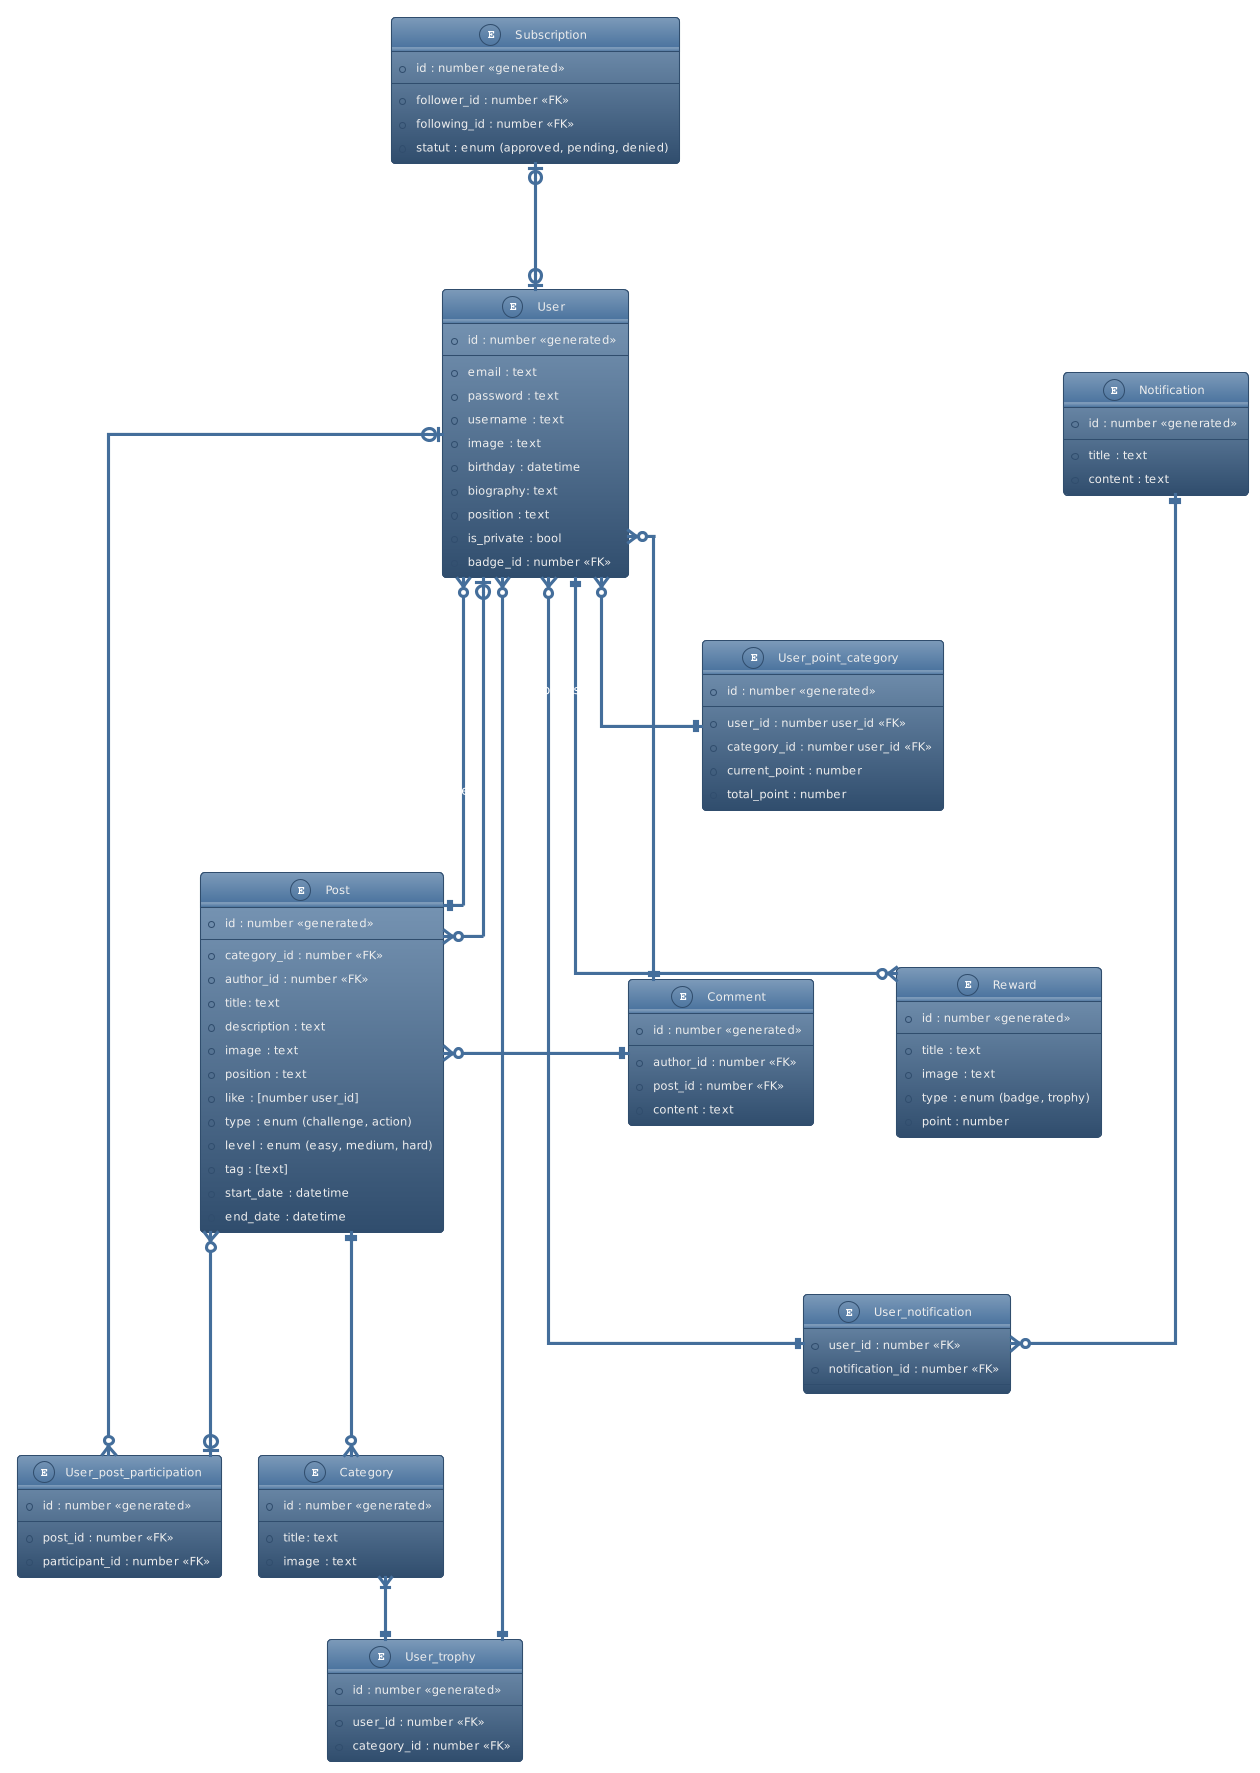 E Subscription
id : number «generated»
follower_id : number «FK»
following_id : number «FK»
statut : enum (approved, pending, denied)
E User
id : number «generated»
email : text
password : text
username : text
image : text
birthday : datetime
biography: text
position : text
is_private : bool
badge_id : number «FK»
E Notification
id : number «generated»
title : text
content : text
E User_point_category
id : number «generated»
user_id : number user_id «FK»
category_id : number user_id «FK»
current_point : number
total_point : number
E Post
id : number «generated»
category_id : number «FK»
author_id : number «FK»
title: text
description : text
image : text
position : text
like : [number user_id]
type : enum (challenge, action)
level : enum (easy, medium, hard)
tag : [text]
start_date : datetime
end_date : datetime
E Comment
id : number «generated»
author_id : number «FK»
post_id : number «FK»
content : text
E Reward
id : number «generated»
title : text
image : text
type : enum (badge, trophy)
point : number
E User_notification
user_id : number «FK»
notification_id : number «FK»
E User_post_participation
id : number «generated»
post_id : number «FK»
participant_id : number «FK»
E Category
id : number «generated»
title: text
image : text
E User_trophy
id : number «generated»
user_id : number «FK»
category_id : number «FK»